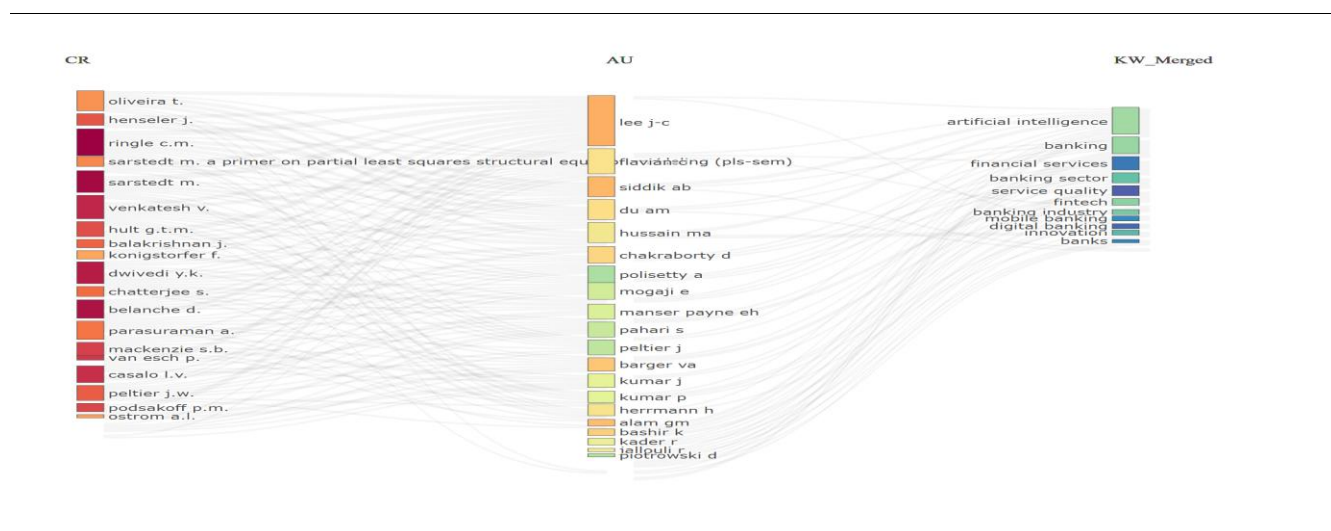 CR
AU
KW_Merged
oliveira t.
henseler j.
ringle c.m.
sarstedt m. a primer on partial least squares structural (pls-sem)
sarstedt m.
venkatesh v.
hult g.t.m.
balakrishnan j.
konigstorfer f.
dwivedi y.k.
chatterjee s.
belanche d.
parasuraman a.
mackenzie s.b.
van esch p.
casalo l.v.
peltier j.w.
podsakoff p.m.
ostrom a.l.
lee j-c
siddik ab
du am
hussain ma
chakraborty d
polisetty a
mogaji e
manser payne eh
pahari s
peltier j
barger va
kumar j
kumar p
herrmann h
alam gm
bashir k
kader r
jallouli r
piotrowski d
artificial intelligence
banking
financial services
banking sector
service quality
fintech
banking industry
mobile banking
digital banking
innovation
banks